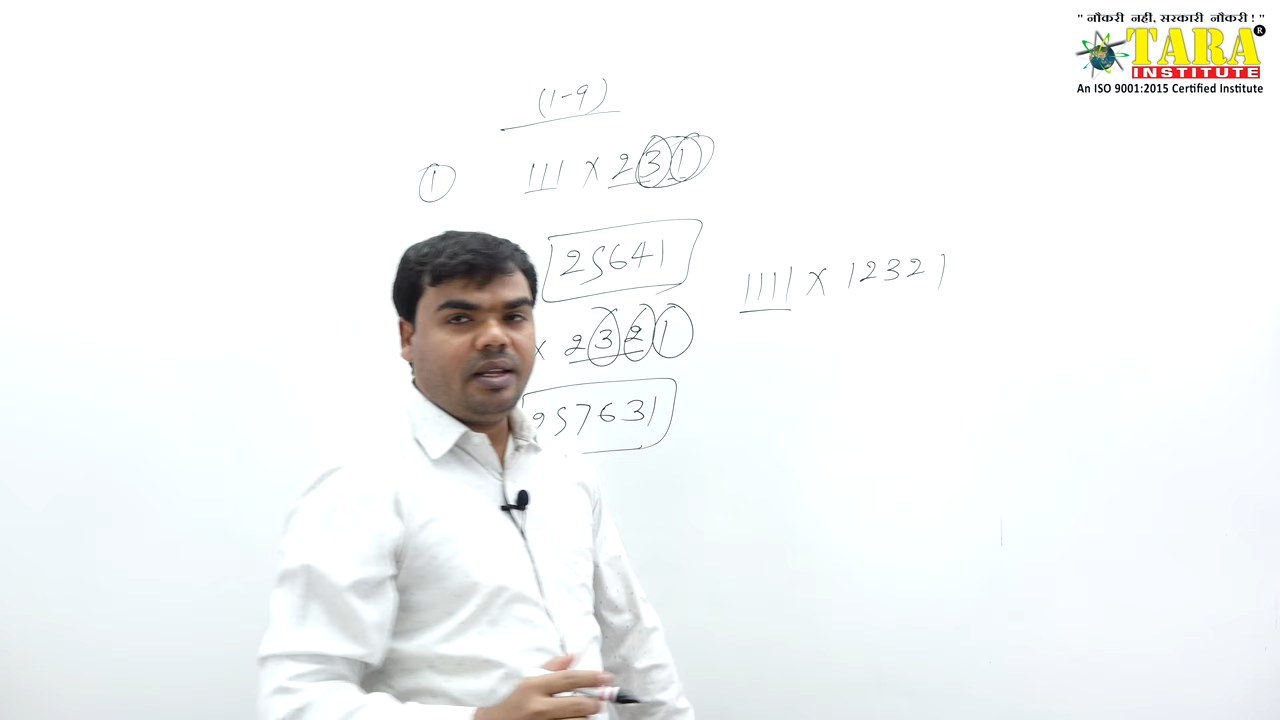 " नौकरी नहीं, सरकारी नौकरी ! "
TARA ®
INSTITUTE
An ISO 9001:2015 Certified Institute
(1-9)
① 111 x 231
25641
1111 x 12321
x 2321
257631